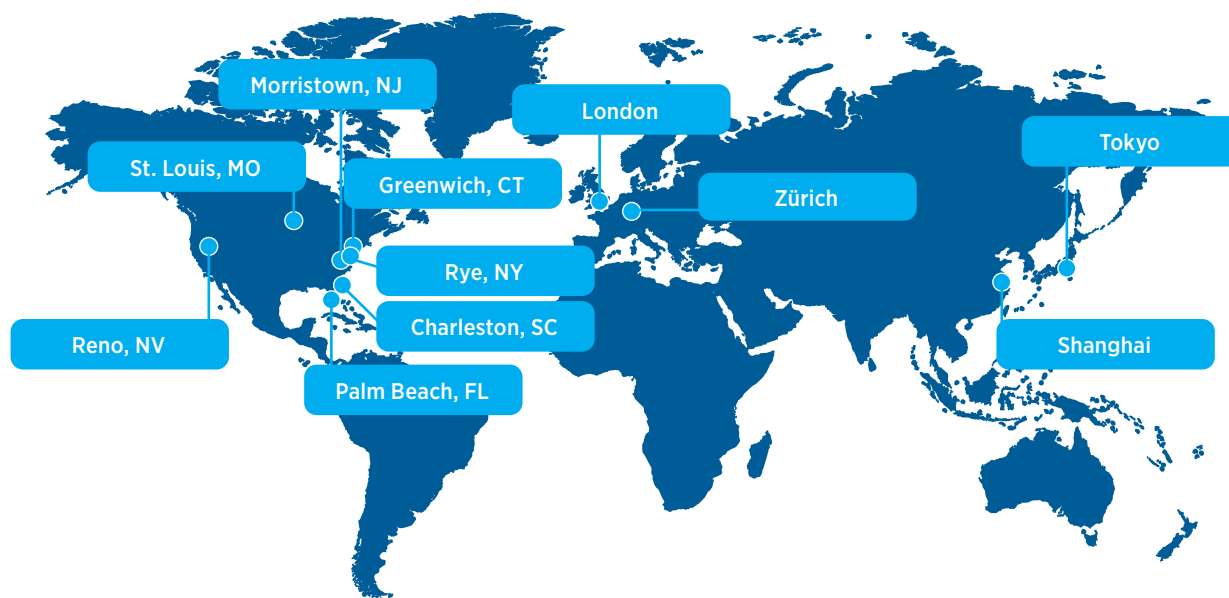 Morristown, NJ
London
Tokyo
St. Louis, MO
Greenwich, CT
Zürich
Rye, NY
Charleston, SC
Reno, NV
Shanghai
Palm Beach, FL